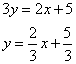 3y = 2x + 5
y = 2/3 x + 5/3